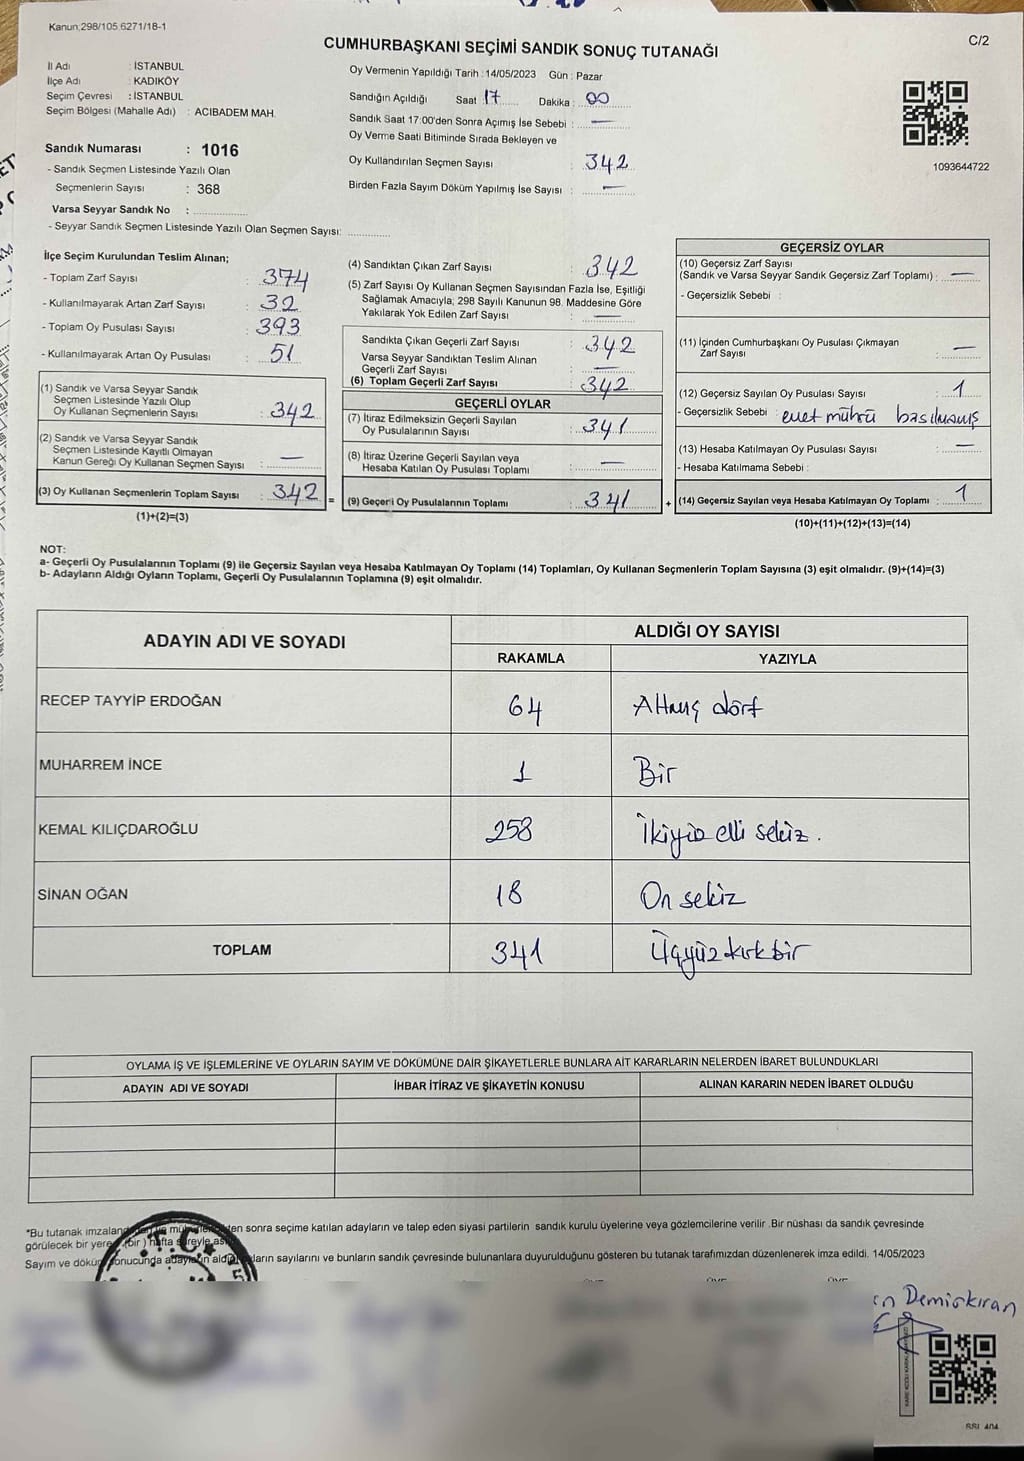 Kanun 298/105 6271/18-1
CUMHURBAŞKANI SEÇİMİ SANDIK SONUÇ TUTANAĞI
C/2
İl Adı : İSTANBUL
İlçe Adı : KADIKÖY
Seçim Çevresi : İSTANBUL
Seçim Bölgesi (Mahalle Adı) : ACIBADEM MAH.
Sandık Numarası : 1016
- Sandık Seçmen Listesinde Yazılı Olan
Seçmenlerin Sayısı : 368
Varsa Seyyar Sandık No :
- Seyyar Sandık Seçmen Listesinde Yazılı Olan Seçmen Sayısı:
Oy Vermenin Yapıldığı Tarih : 14/05/2023 Gün : Pazar
Sandığın Açıldığı Saat : 17 Dakika : 00
Sandık Saat 17:00'den Sonra Açımış İse Sebebi : —
Oy Verme Saati Bitiminde Sırada Bekleyen ve
Oy Kullandırılan Seçmen Sayısı : 342
Birden Fazla Sayım Döküm Yapılmış İse Sayısı : —
1093644722
İlçe Seçim Kurulundan Teslim Alınan;
- Toplam Zarf Sayısı : 374
- Kullanılmayarak Artan Zarf Sayısı : 32
- Toplam Oy Pusulası Sayısı : 393
- Kullanılmayarak Artan Oy Pusulası : 51
(1) Sandık ve Varsa Seyyar Sandık
Seçmen Listesinde Yazılı Olup
Oy Kullanan Seçmenlerin Sayısı : 342
(2) Sandık ve Varsa Seyyar Sandık
Seçmen Listesinde Kayıtlı Olmayan
Kanun Gereği Oy Kullanan Seçmen Sayısı : —
(3) Oy Kullanan Seçmenlerin Toplam Sayısı : 342 =
(1)+(2)=(3)
(4) Sandıktan Çıkan Zarf Sayısı : 342
(5) Zarf Sayısı Oy Kullanan Seçmen Sayısından Fazla İse, Eşitliği
Sağlamak Amacıyla, 298 Sayılı Kanunun 98. Maddesine Göre
Yakılarak Yok Edilen Zarf Sayısı : —
Sandıkta Çıkan Geçerli Zarf Sayısı : 342
Varsa Seyyar Sandıktan Teslim Alınan
Geçerli Zarf Sayısı : —
(6) Toplam Geçerli Zarf Sayısı : 342
GEÇERLİ OYLAR
(7) İtiraz Edilmeksizin Geçerli Sayılan
Oy Pusulalarının Sayısı : 341
(8) İtiraz Üzerine Geçerli Sayılan veya
Hesaba Katılan Oy Pusulası Toplamı : —
(9) Geçerli Oy Pusulalarının Toplamı : 341 +
GEÇERSİZ OYLAR
(10) Geçersiz Zarf Sayısı
(Sandık ve Varsa Seyyar Sandık Geçersiz Zarf Toplamı) : —
- Geçersizlik Sebebi :
(11) İçinden Cumhurbaşkanı Oy Pusulası Çıkmayan
Zarf Sayısı : —
(12) Geçersiz Sayılan Oy Pusulası Sayısı : 1
- Geçersizlik Sebebi : evet mührü basılmamış
(13) Hesaba Katılmayan Oy Pusulası Sayısı : —
- Hesaba Katılmama Sebebi :
(14) Geçersiz Sayılan veya Hesaba Katılmayan Oy Toplamı : 1
(10)+(11)+(12)+(13)=(14)
NOT:
a- Geçerli Oy Pusulalarının Toplamı (9) ile Geçersiz Sayılan veya Hesaba Katılmayan Oy Toplamı (14) Toplamları, Oy Kullanan Seçmenlerin Toplam Sayısına (3) eşit olmalıdır. (9)+(14)=(3)
b- Adayların Aldığı Oyların Toplamı, Geçerli Oy Pusulalarının Toplamına (9) eşit olmalıdır.
ADAYIN ADI VE SOYADI
ALDIĞI OY SAYISI
RAKAMLA YAZIYLA
RECEP TAYYİP ERDOĞAN 64 Altmış dört
MUHARREM İNCE 1 Bir
KEMAL KILIÇDAROĞLU 258 İkiyüz elli sekiz.
SİNAN OĞAN 18 On sekiz
TOPLAM 341 Üçyüz kırk bir
OYLAMA İŞ VE İŞLEMLERİNE VE OYLARIN SAYIM VE DÖKÜMÜNE DAİR ŞİKAYETLERLE BUNLARA AİT KARARLARIN NELERDEN İBARET BULUNDUKLARI
ADAYIN ADI VE SOYADI İHBAR İTİRAZ VE ŞİKAYETİN KONUSU ALINAN KARARIN NEDEN İBARET OLDUĞU
*Bu tutanak sonra seçime katılan adayların ve talep eden siyasi partilerin sandık kurulu üyelerine veya gözlemcilerine verilir .Bir nüshası da sandık çevresinde
görülecek bir yere (bir ) hafta süreyle
Sayım ve döküm sonucunda adayların sayılarını ve bunların sandık çevresinde bulunanlara duyurulduğunu gösteren bu tutanak tarafımızdan düzenlenerek imza edildi. 14/05/2023
T.C.
Demirkıran